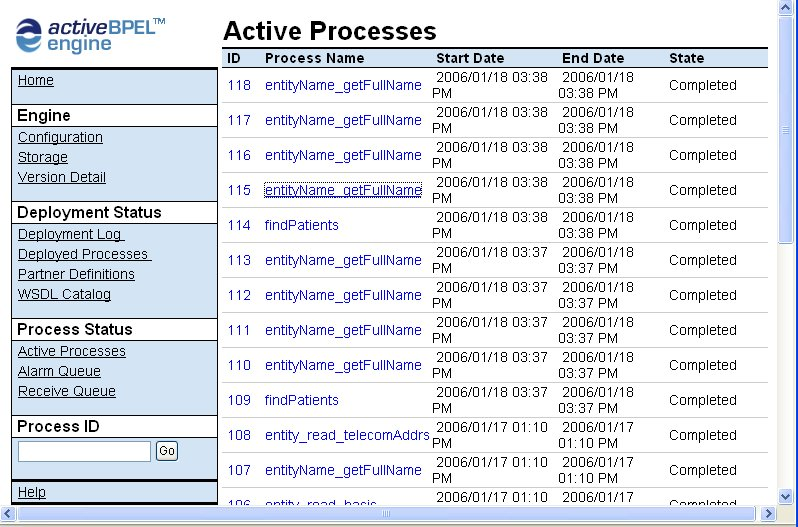 activeBPEL™
engine
Home
Engine
Configuration
Storage
Version Detail
Deployment Status
Deployment Log
Deployed Processes
Partner Definitions
WSDL Catalog
Process Status
Active Processes
Alarm Queue
Receive Queue
Process ID
Go
Help
Active Processes
ID Process Name Start Date End Date State
118 entityName_getFullName 2006/01/18 03:38 2006/01/18 Completed
PM 03:38 PM
117 entityName_getFullName 2006/01/18 03:38 2006/01/18 Completed
PM 03:38 PM
116 entityName_getFullName 2006/01/18 03:38 2006/01/18 Completed
PM 03:38 PM
115 entityName_getFullName 2006/01/18 03:38 2006/01/18 Completed
PM 03:38 PM
114 findPatients 2006/01/18 03:38 2006/01/18 Completed
PM 03:38 PM
113 entityName_getFullName 2006/01/18 03:37 2006/01/18 Completed
PM 03:37 PM
112 entityName_getFullName 2006/01/18 03:37 2006/01/18 Completed
PM 03:37 PM
111 entityName_getFullName 2006/01/18 03:37 2006/01/18 Completed
PM 03:37 PM
110 entityName_getFullName 2006/01/18 03:37 2006/01/18 Completed
PM 03:37 PM
109 findPatients 2006/01/18 03:37 2006/01/18 Completed
PM 03:37 PM
108 entity_read_telecomAddrs 2006/01/17 01:10 2006/01/17 Completed
PM 01:10 PM
107 entityName_getFullName 2006/01/17 01:10 2006/01/17 Completed
PM 01:10 PM
106 entity_read_basis 2006/01/17 01:10 2006/01/17